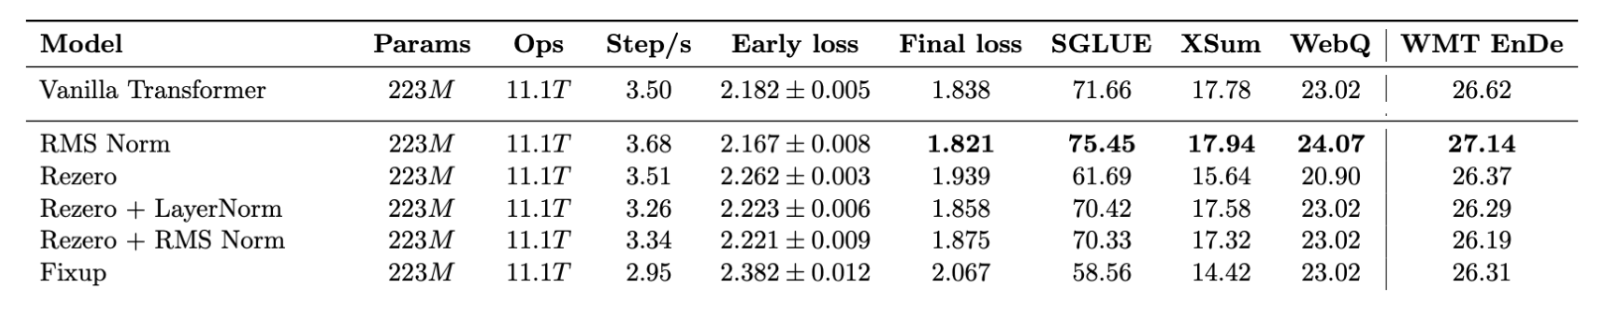 Model Params Ops Step/s Early loss Final loss SGLUE XSum WebQ WMT EnDe
Vanilla Transformer 223M 11.1T 3.50 2.182 ± 0.005 1.838 71.66 17.78 23.02 26.62
RMS Norm 223M 11.1T 3.68 2.167 ± 0.008 1.821 75.45 17.94 24.07 27.14
Rezero 223M 11.1T 3.51 2.262 ± 0.003 1.939 61.69 15.64 20.90 26.37
Rezero + LayerNorm 223M 11.1T 3.26 2.223 ± 0.006 1.858 70.42 17.58 23.02 26.29
Rezero + RMS Norm 223M 11.1T 3.34 2.221 ± 0.009 1.875 70.33 17.32 23.02 26.19
Fixup 223M 11.1T 2.95 2.382 ± 0.012 2.067 58.56 14.42 23.02 26.31